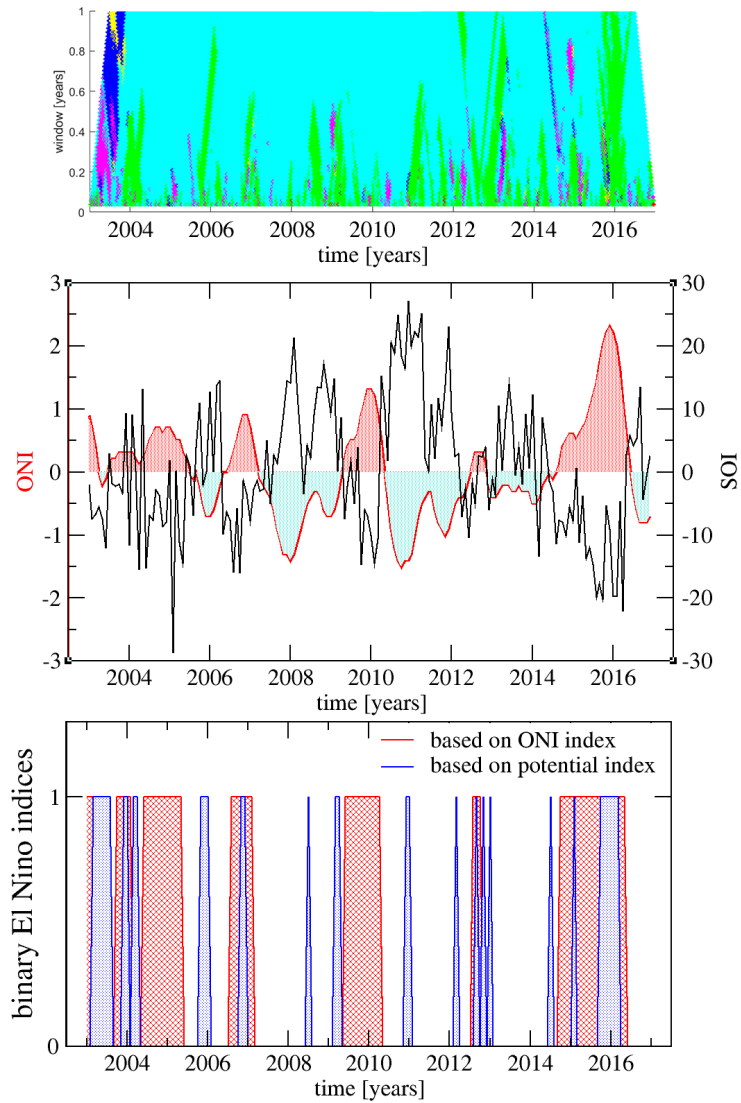 1
0.8
0.6
0.4
0.2
0
window [years]
2004 2006 2008 2010 2012 2014 2016
time [years]
3 30
2 20
1 10
0 0
-1 -10
-2 -20
-3 -30
ONI
SOI
2004 2006 2008 2010 2012 2014 2016
time [years]
based on ONI index
based on potential index
1
0
binary El Nino indices
2004 2006 2008 2010 2012 2014 2016
time [years]